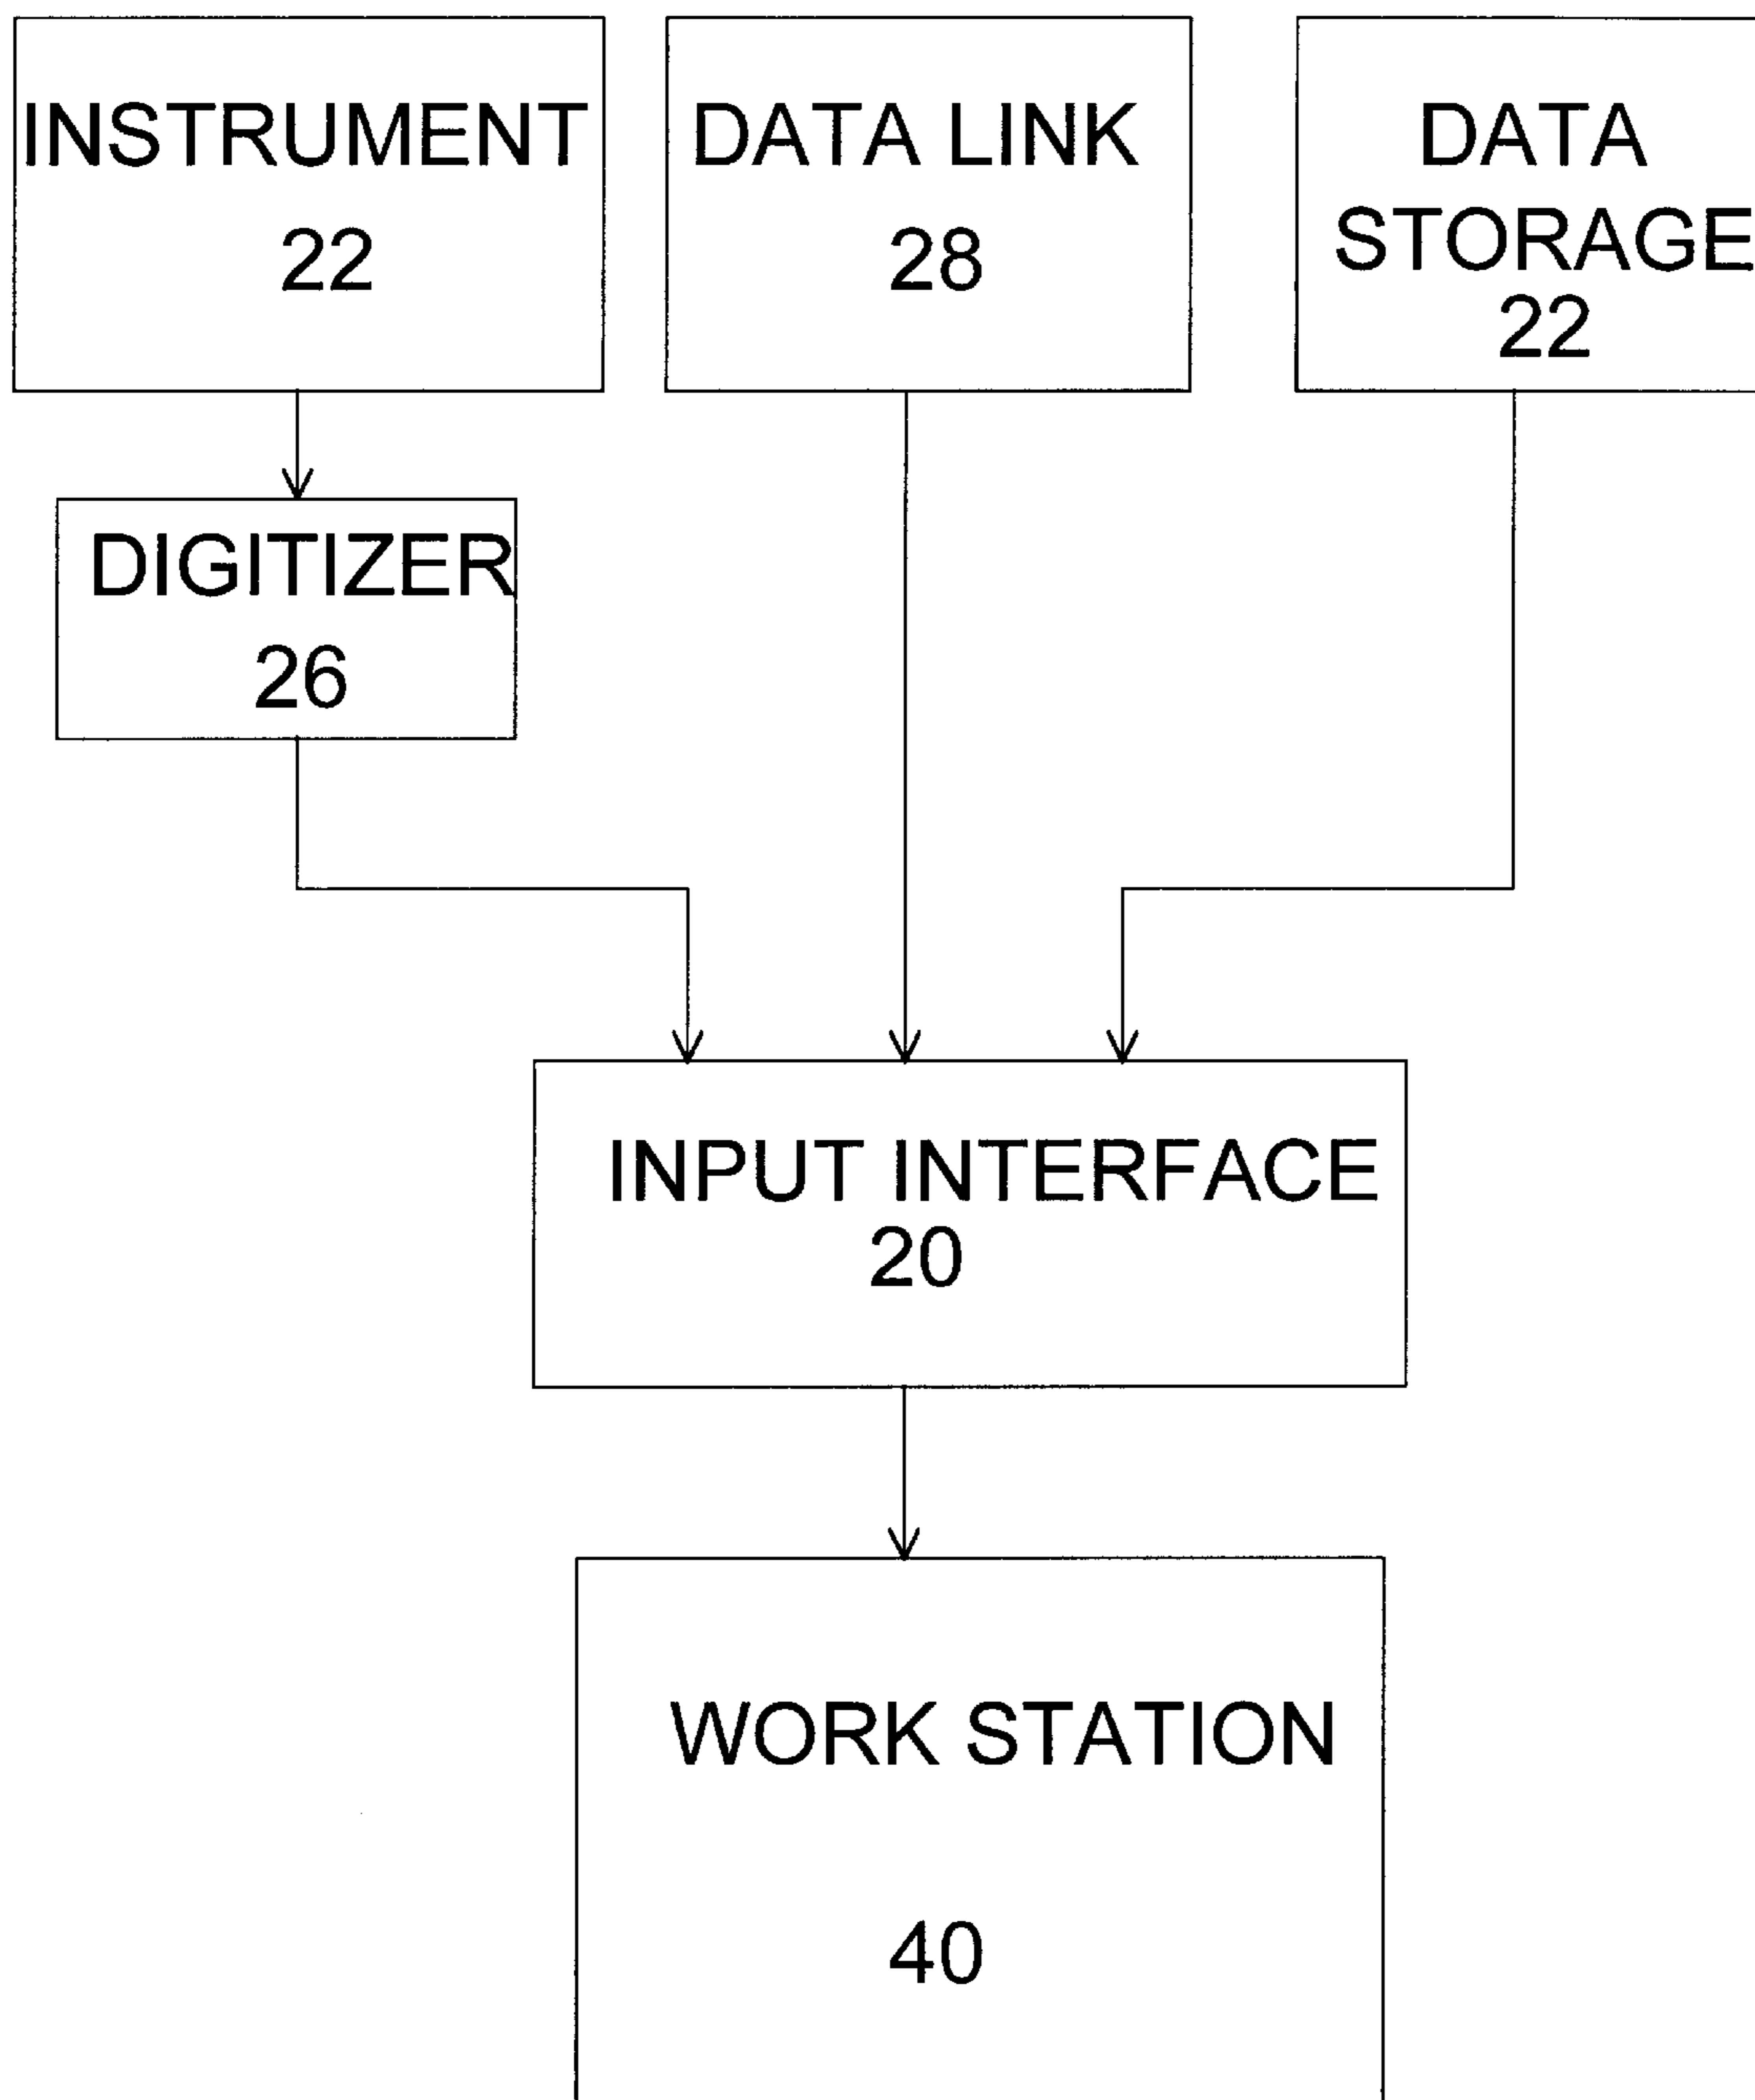 INSTRUMENT
22
DATA LINK
28
DATA
STORAGE
22
DIGITIZER
26
INPUT INTERFACE
20
WORK STATION
40